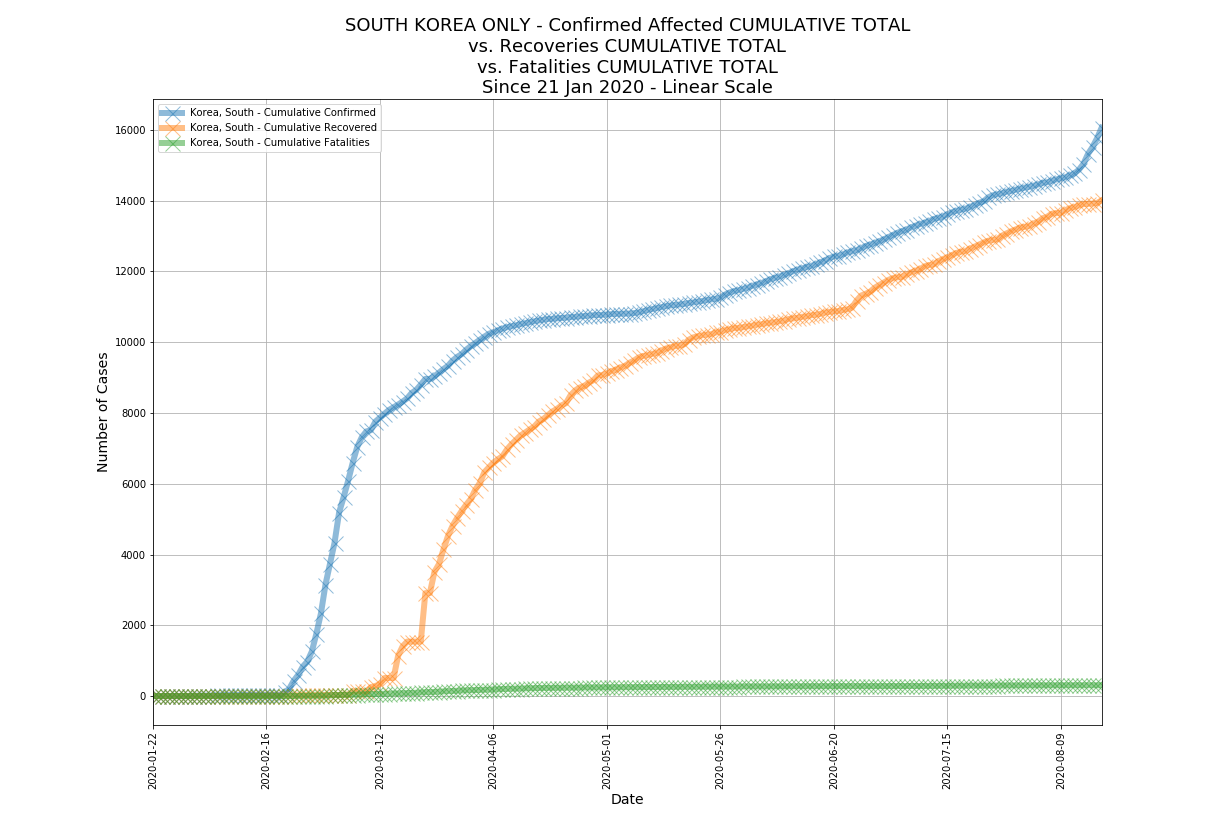 SOUTH KOREA ONLY - Confirmed Affected CUMULATIVE TOTAL
vs. Recoveries CUMULATIVE TOTAL
vs. Fatalities CUMULATIVE TOTAL
Since 21 Jan 2020 - Linear Scale
Korea, South - Cumulative Confirmed
Korea, South - Cumulative Recovered
Korea, South - Cumulative Fatalities
Number of Cases
16000
14000
12000
10000
8000
6000
4000
2000
0
2020-01-22
2020-02-16
2020-03-12
2020-04-06
2020-05-01
2020-05-26
2020-06-20
2020-07-15
2020-08-09
Date